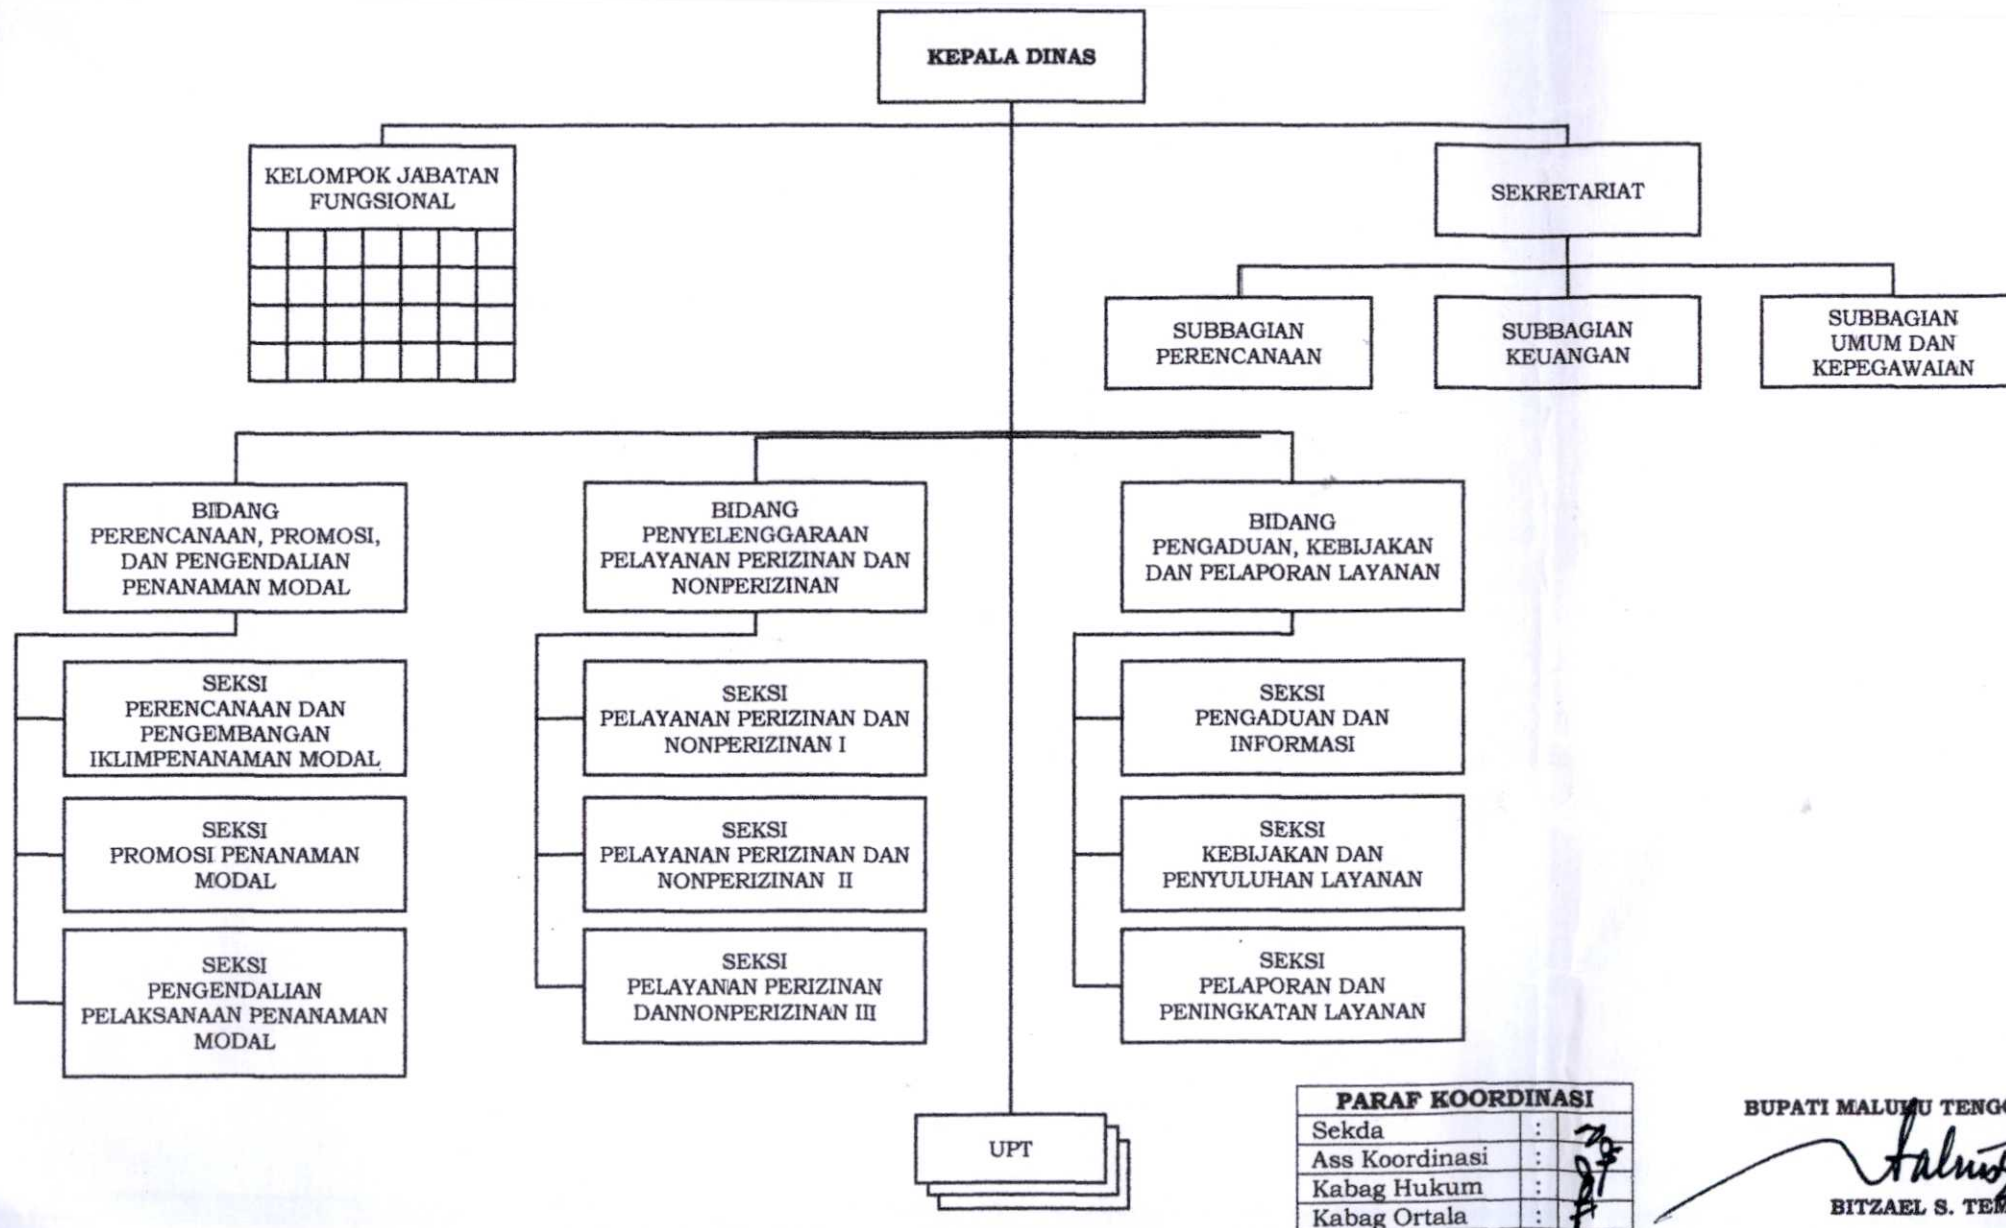 KEPALA DINAS
KELOMPOK JABATAN
FUNGSIONAL
SEKRETARIAT
SUBBAGIAN
PERENCANAAN
SUBBAGIAN
KEUANGAN
SUBBAGIAN
UMUM DAN
KEPEGAWAIAN
BIDANG
PERENCANAAN, PROMOSI,
DAN PENGENDALIAN
PENANAMAN MODAL
BIDANG
PENYELENGGARAAN
PELAYANAN PERIZINAN DAN
NONPERIZINAN
BIDANG
PENGADUAN, KEBIJAKAN
DAN PELAPORAN LAYANAN
SEKSI
PERENCANAAN DAN
PENGEMBANGAN
IKLIMPENANAMAN MODAL
SEKSI
PROMOSI PENANAMAN
MODAL
SEKSI
PENGENDALIAN
PELAKSANAAN PENANAMAN
MODAL
SEKSI
PELAYANAN PERIZINAN DAN
NONPERIZINAN I
SEKSI
PELAYANAN PERIZINAN DAN
NONPERIZINAN II
SEKSI
PELAYANAN PERIZINAN
DANNONPERIZINAN III
SEKSI
PENGADUAN DAN
INFORMASI
SEKSI
KEBIJAKAN DAN
PENYULUHAN LAYANAN
SEKSI
PELAPORAN DAN
PENINGKATAN LAYANAN
UPT
PARAF KOORDINASI
Sekda :
Ass Koordinasi :
Kabag Hukum :
Kabag Ortala :
BUPATI MALUKU
BITZAEL S.